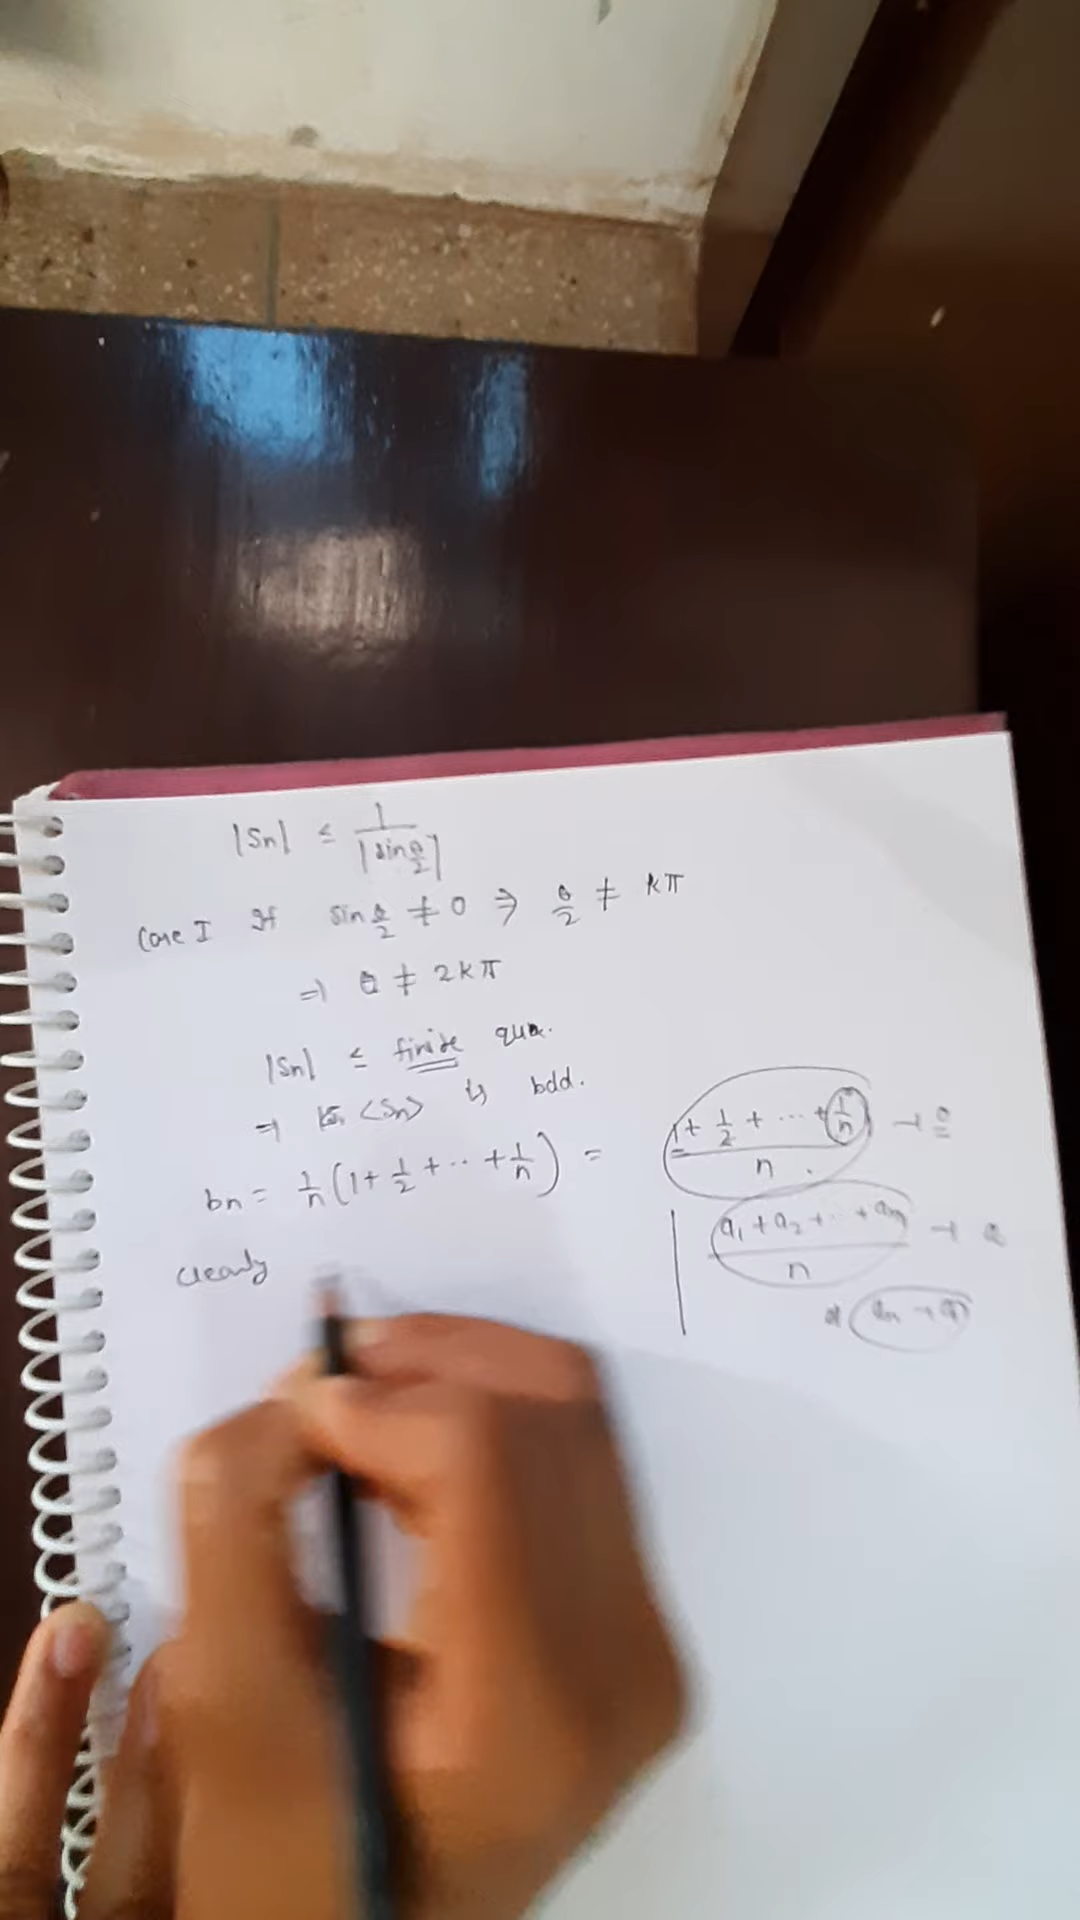 |Sn| ≤ 1/|sin θ/2|
Case I If sin θ/2 ≠ 0 ⇒ θ/2 ≠ kπ
⇒ θ ≠ 2kπ
|Sn| ≤ finite qua.
⇒ <Sn> is bdd.
bn = 1/n (1 + 1/2 + ... + 1/n) = (1 + 1/2 + ... + 1/n)/n → 0
(a1 + a2 + ... + an)/n → a
an → a
clearly